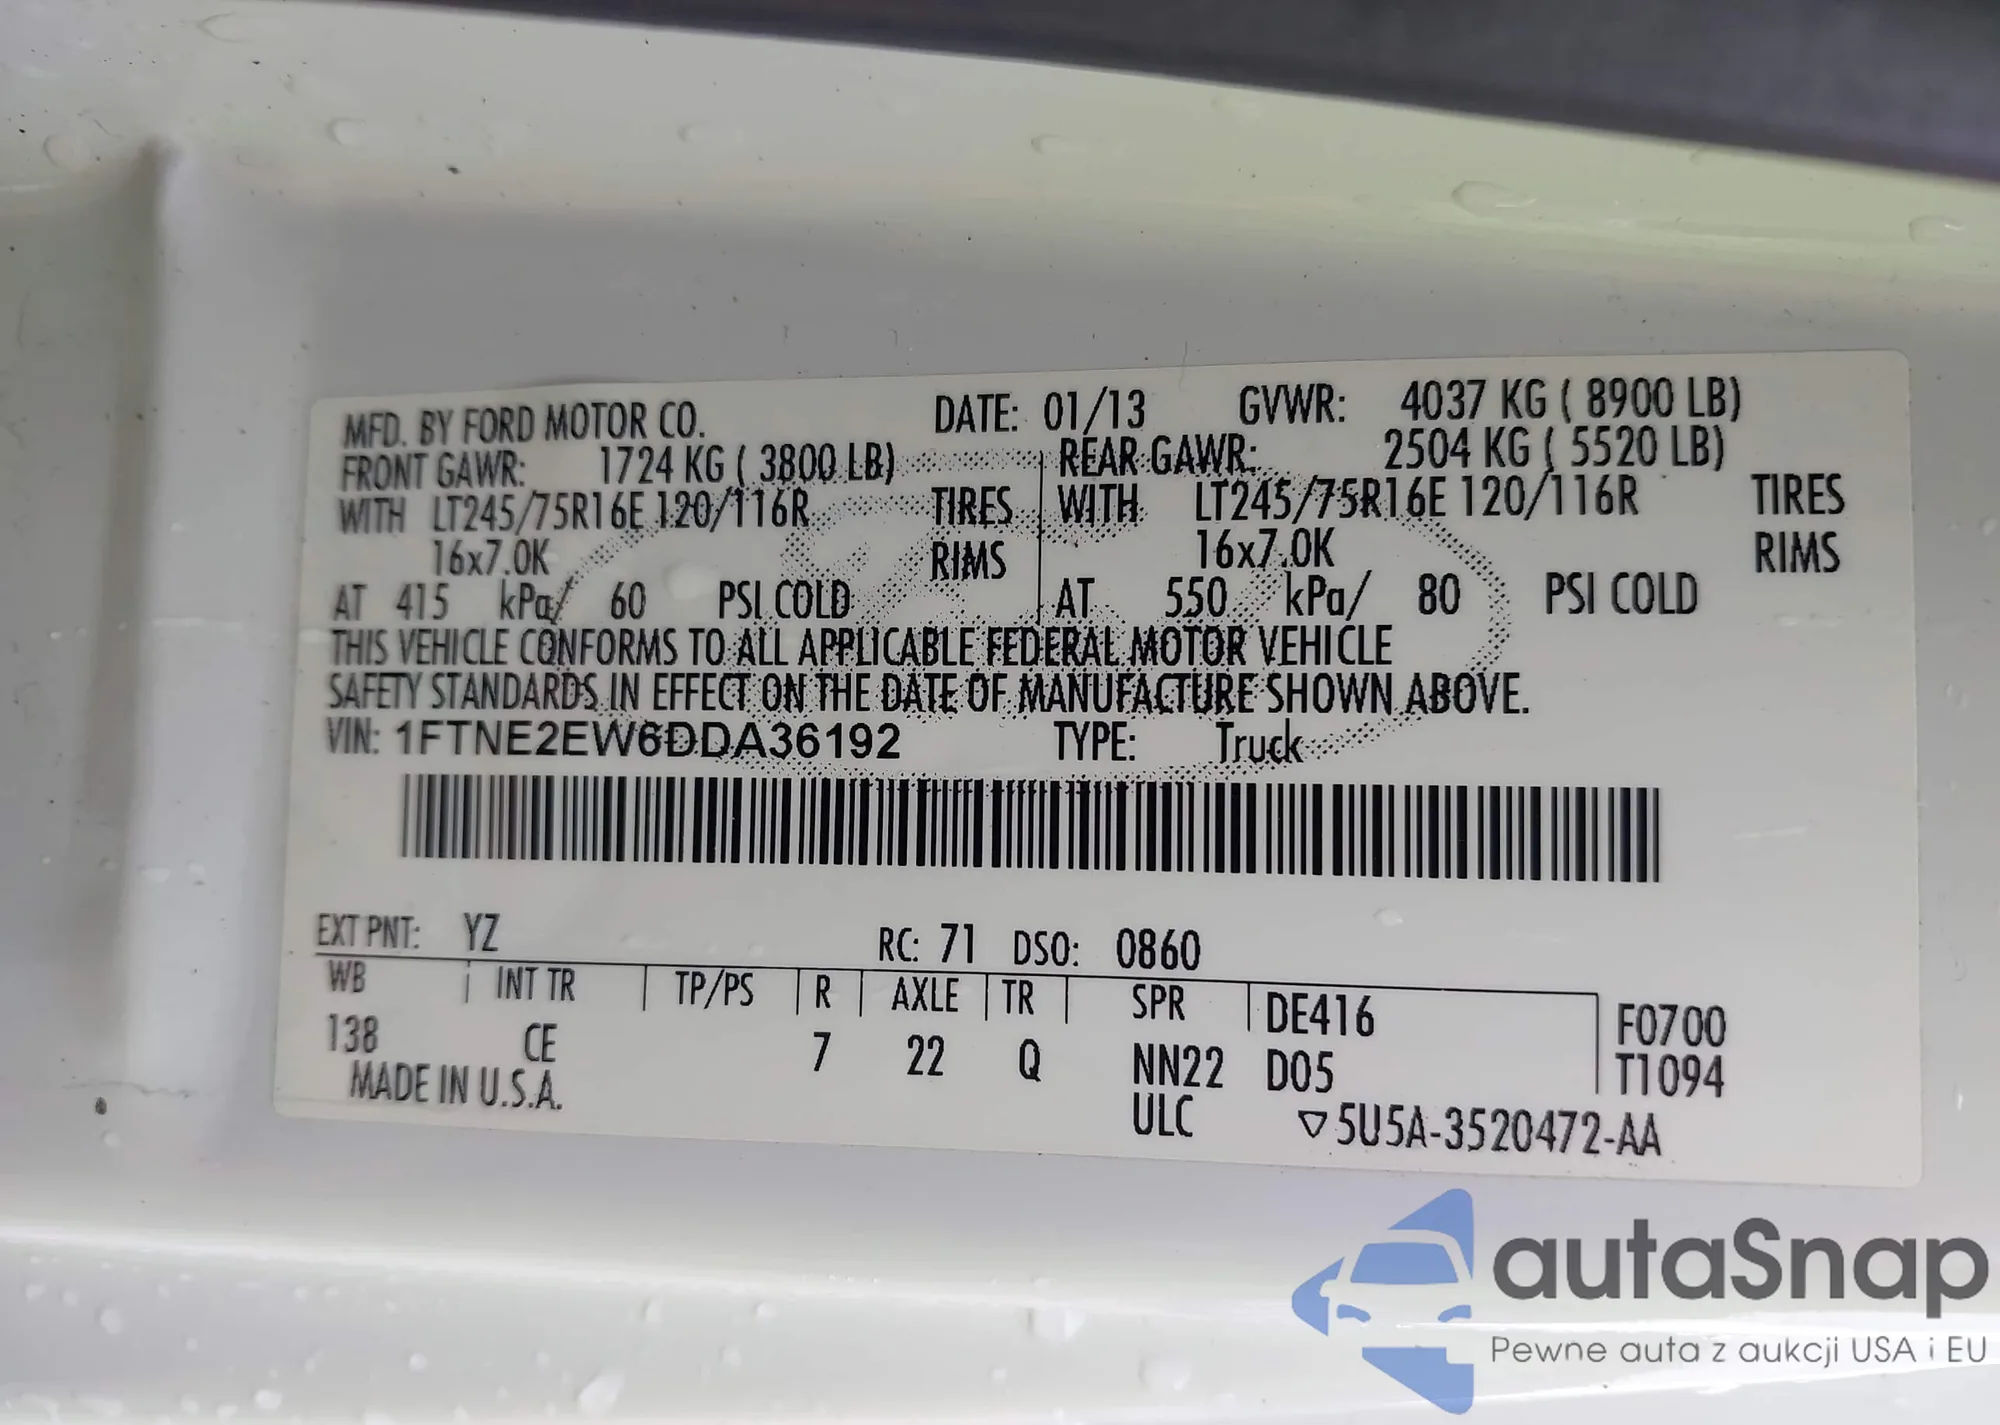 MFD. BY FORD MOTOR CO. DATE: 01/13 GVWR: 4037 KG ( 8900 LB)
FRONT GAWR: 1724 KG ( 3800 LB) REAR GAWR: 2504 KG ( 5520 LB)
WITH LT245/75R16E 120/116R TIRES WITH LT245/75R16E 120/116R TIRES
16x7.0K RIMS 16x7.0K RIMS
AT 415 kPa/ 60 PSI COLD AT 550 kPa/ 80 PSI COLD
THIS VEHICLE CONFORMS TO ALL APPLICABLE FEDERAL MOTOR VEHICLE
SAFETY STANDARDS IN EFFECT ON THE DATE OF MANUFACTURE SHOWN ABOVE.
VIN: 1FTNE2EW6DDA36192 TYPE: Truck
EXT PNT: YZ RC: 71 DSO: 0860
WB INT TR TP/PS R AXLE TR SPR DE416 F0700
138 CE 7 22 Q NN22 D05 T1094
MADE IN U.S.A. ULC ▽5U5A-3520472-AA
autaSnap
Pewne auta z aukcji USA i EU